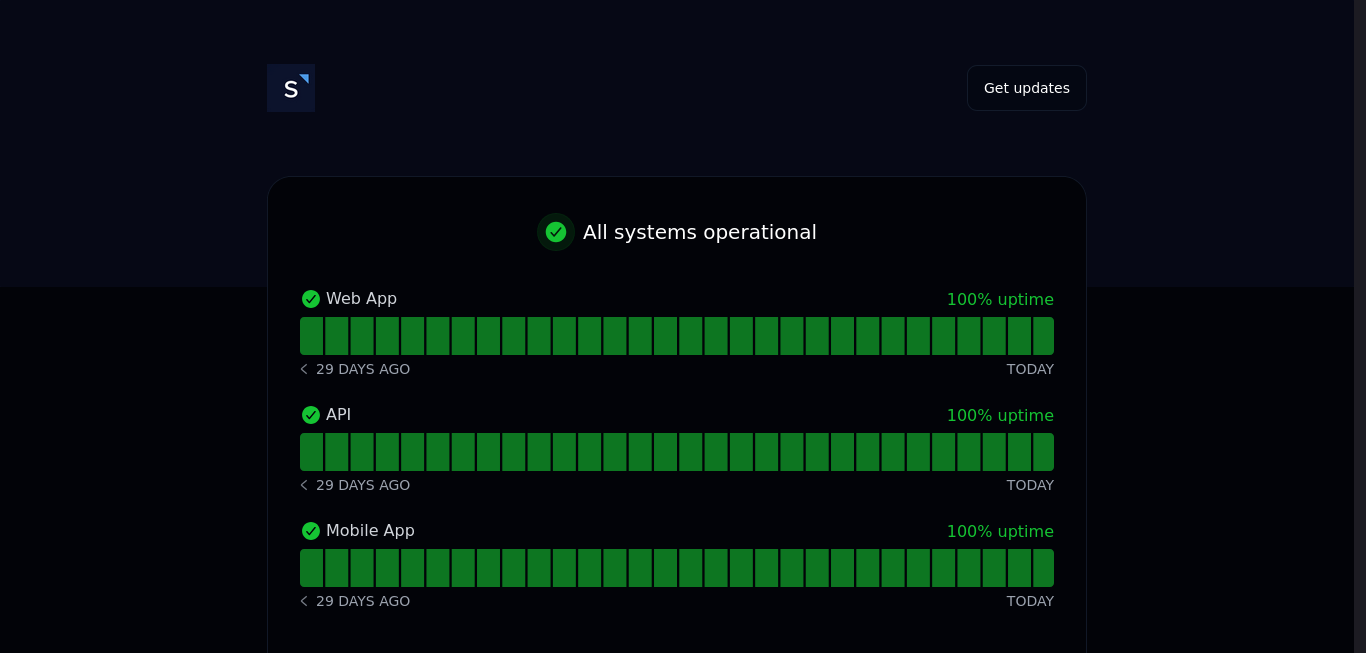 S
Get updates
All systems operational
Web App 100% uptime
29 DAYS AGO TODAY
API 100% uptime
29 DAYS AGO TODAY
Mobile App 100% uptime
29 DAYS AGO TODAY